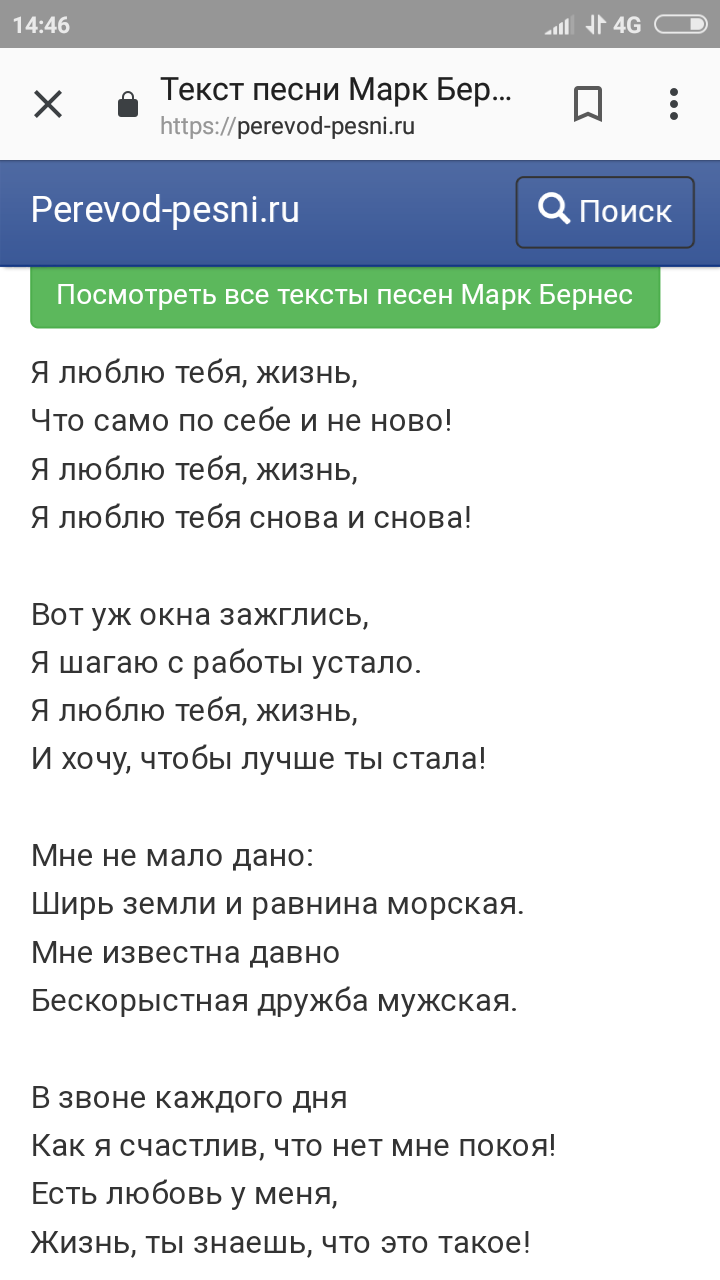 14:46
4G
Текст песни Марк Бер...
https://perevod-pesni.ru
Perevod-pesni.ru
Поиск
Посмотреть все тексты песен Марк Бернес
Я люблю тебя, жизнь,
Что само по себе и не ново!
Я люблю тебя, жизнь,
Я люблю тебя снова и снова!
Вот уж окна зажглись,
Я шагаю с работы устало.
Я люблю тебя, жизнь,
И хочу, чтобы лучше ты стала!
Мне не мало дано:
Ширь земли и равнина морская.
Мне известна давно
Бескорыстная дружба мужская.
В звоне каждого дня
Как я счастлив, что нет мне покоя!
Есть любовь у меня,
Жизнь, ты знаешь, что это такое!